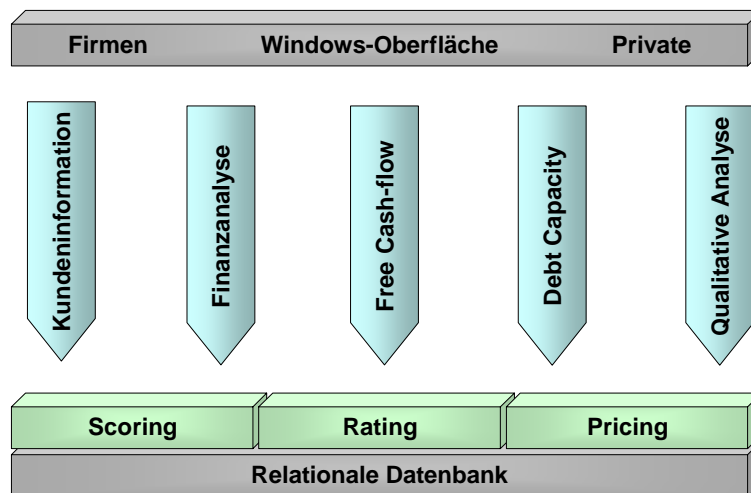 Firmen Windows-Oberfläche Private
Kundeninformation
Finanzanalyse
Free Cash-flow
Debt Capacity
Qualitative Analyse
Scoring Rating Pricing
Relationale Datenbank